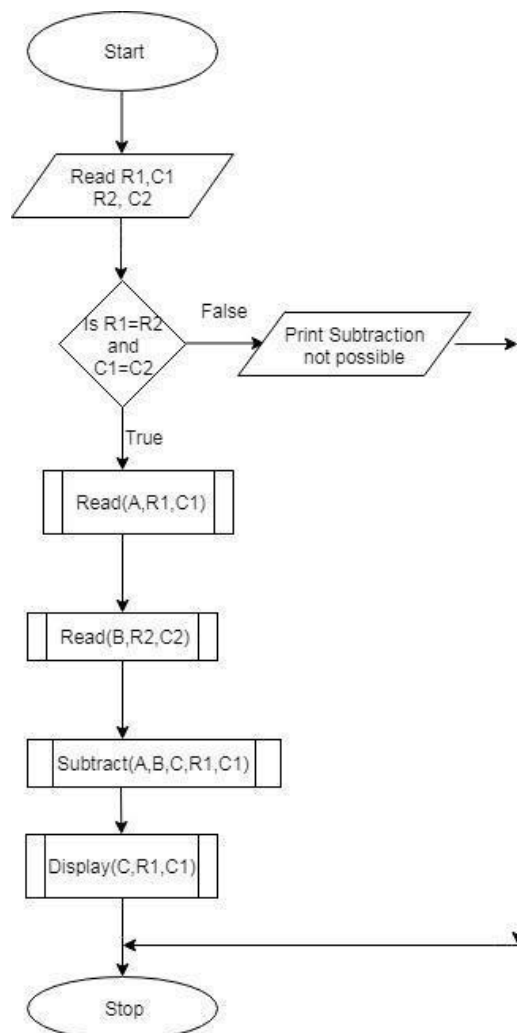 Start
Read R1,C1
R2, C2
Is R1=R2
and
C1=C2
False
Print Subtraction
not possible
True
Read(A,R1,C1)
Read(B,R2,C2)
Subtract(A,B,C,R1,C1)
Display(C,R1,C1)
Stop